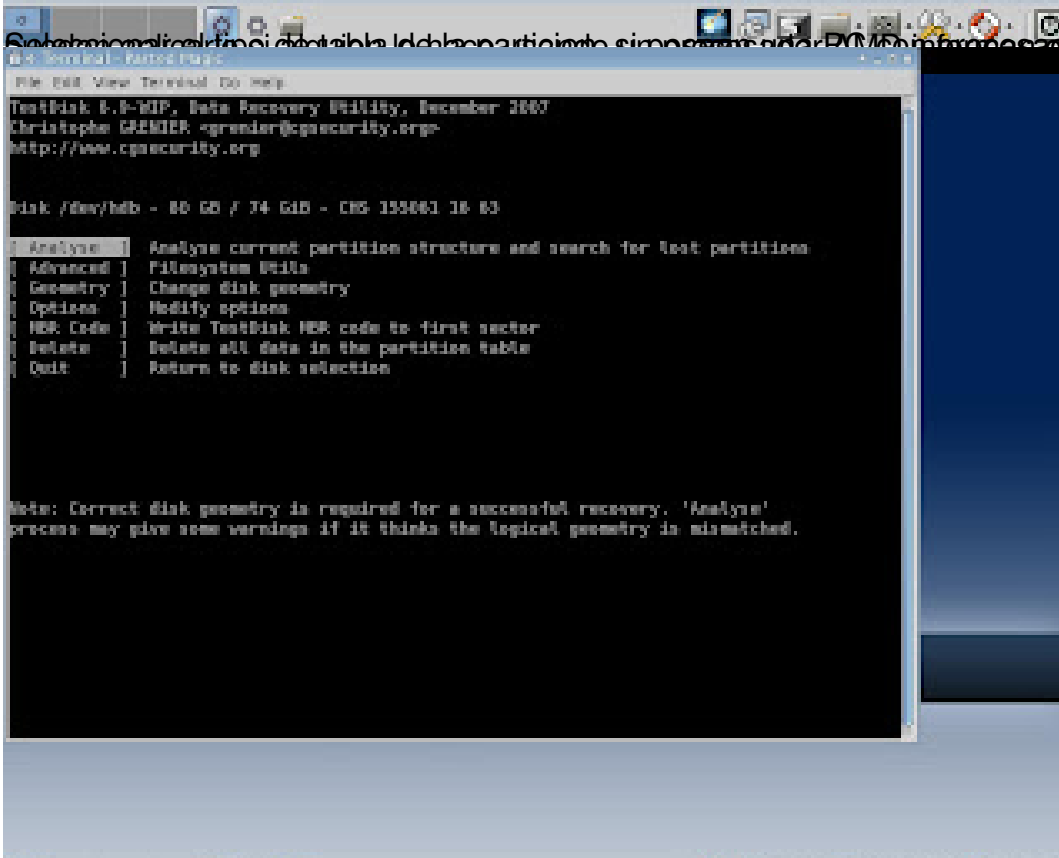 Terminal - Parted Magic
File Edit View Terminal Go Help
TestDisk 6.9-WIP, Data Recovery Utility, December 2007
Christophe GRENIER <grenier@cgsecurity.org>
http://www.cgsecurity.org
Disk /dev/hdb - 80 GB / 74 GiB - CHS 155061 16 63
[ Analyse ] Analyse current partition structure and search for lost partitions
[ Advanced ] Filesystem Utils
[ Geometry ] Change disk geometry
[ Options ] Modify options
[ MBR Code ] Write TestDisk MBR code to first sector
[ Delete ] Delete all data in the partition table
[ Quit ] Return to disk selection
Note: Correct disk geometry is required for a successful recovery. 'Analyse'
process may give some warnings if it thinks the logical geometry is mismatched.